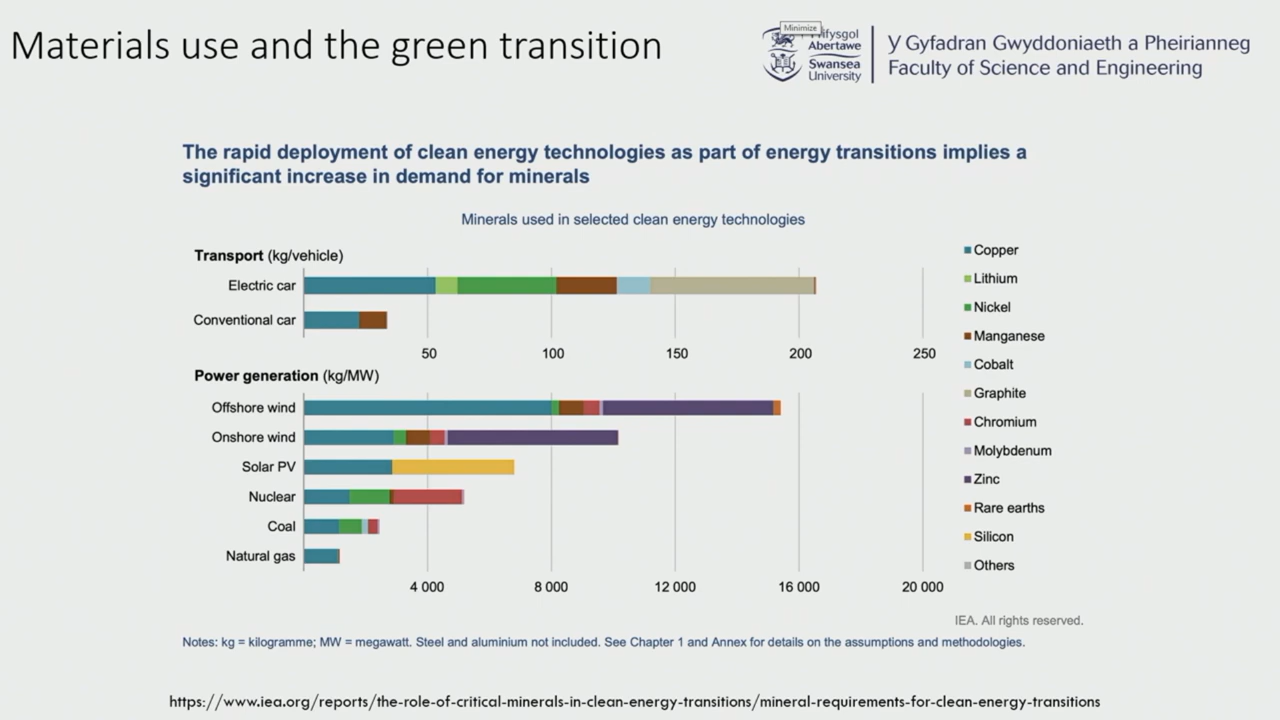 Materials use and the green transition
Minimize
ifysgol
Abertawe
Swansea
University
Y Gyfadran Gwyddoniaeth a Pheirianneg
Faculty of Science and Engineering
The rapid deployment of clean energy technologies as part of energy transitions implies a
significant increase in demand for minerals
Minerals used in selected clean energy technologies
Transport (kg/vehicle)
Electric car
Conventional car
50 100 150 200 250
Power generation (kg/MW)
Offshore wind
Onshore wind
Solar PV
Nuclear
Coal
Natural gas
4 000 8 000 12 000 16 000 20 000
Copper
Lithium
Nickel
Manganese
Cobalt
Graphite
Chromium
Molybdenum
Zinc
Rare earths
Silicon
Others
IEA. All rights reserved.
Notes: kg = kilogramme; MW = megawatt. Steel and aluminium not included. See Chapter 1 and Annex for details on the assumptions and methodologies.
https://www.iea.org/reports/the-role-of-critical-minerals-in-clean-energy-transitions/mineral-requirements-for-clean-energy-transitions